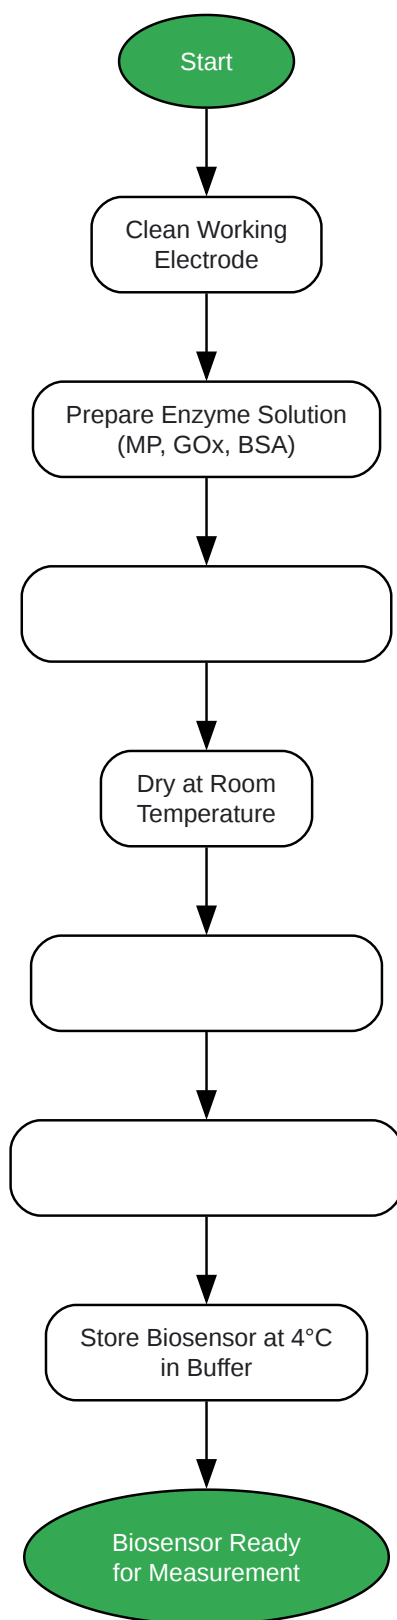 Start
Clean Working
Electrode
Prepare Enzyme Solution
(MP, GOx, BSA)
Dry at Room
Temperature
Store Biosensor at 4°C
in Buffer
Biosensor Ready
for Measurement